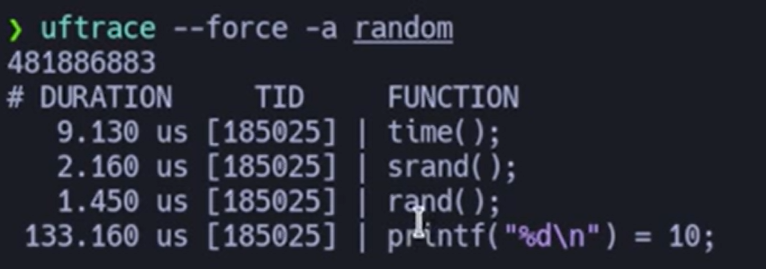 ❯ uftrace --force -a random
481886883
# DURATION     TID     FUNCTION
   9.130 us [185025] | time();
   2.160 us [185025] | srand();
   1.450 us [185025] | rand();
 133.160 us [185025] | printf("%d\n") = 10;